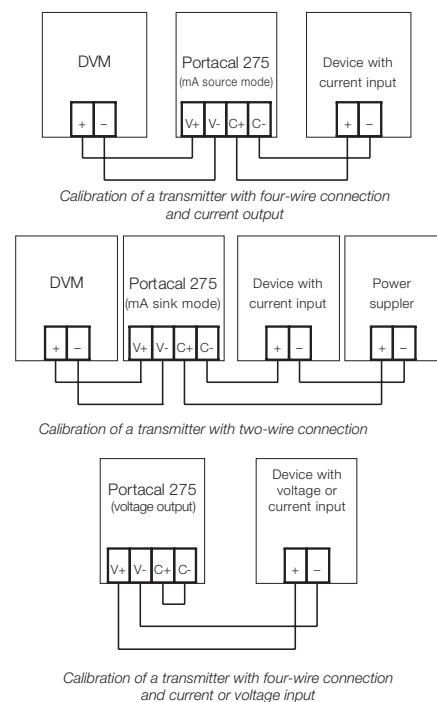 DVM
Portacal 275
(mA source mode)
Device with
current input
+ –
V+ V- C+ C-
+ –
Calibration of a transmitter with four-wire connection
and current output
DVM
Portacal 275
(mA sink mode)
Device with
current input
Power
suppler
+ –
V+ V- C+ C-
+ –
+ –
Calibration of a transmitter with two-wire connection
Portacal 275
(voltage output)
Device with
voltage or
current input
V+ V- C+ C-
+ –
Calibration of a transmitter with four-wire connection
and current or voltage input